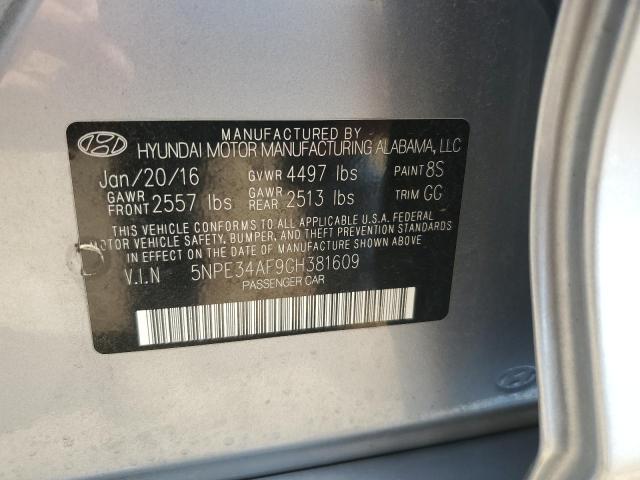 MANUFACTURED BY
HYUNDAI MOTOR MANUFACTURING ALABAMA, LLC
Jan/20/16 GVWR 4497 lbs PAINT 8S
GAWR FRONT 2557 lbs GAWR REAR 2513 lbs TRIM GG
THIS VEHICLE CONFORMS TO ALL APPLICABLE U.S.A. FEDERAL
MOTOR VEHICLE SAFETY, BUMPER, AND THEFT PREVENTION STANDARDS
IN EFFECT ON THE DATE OF MANUFACTURE SHOWN ABOVE.
V.I.N 5NPE34AF9GH381609
PASSENGER CAR